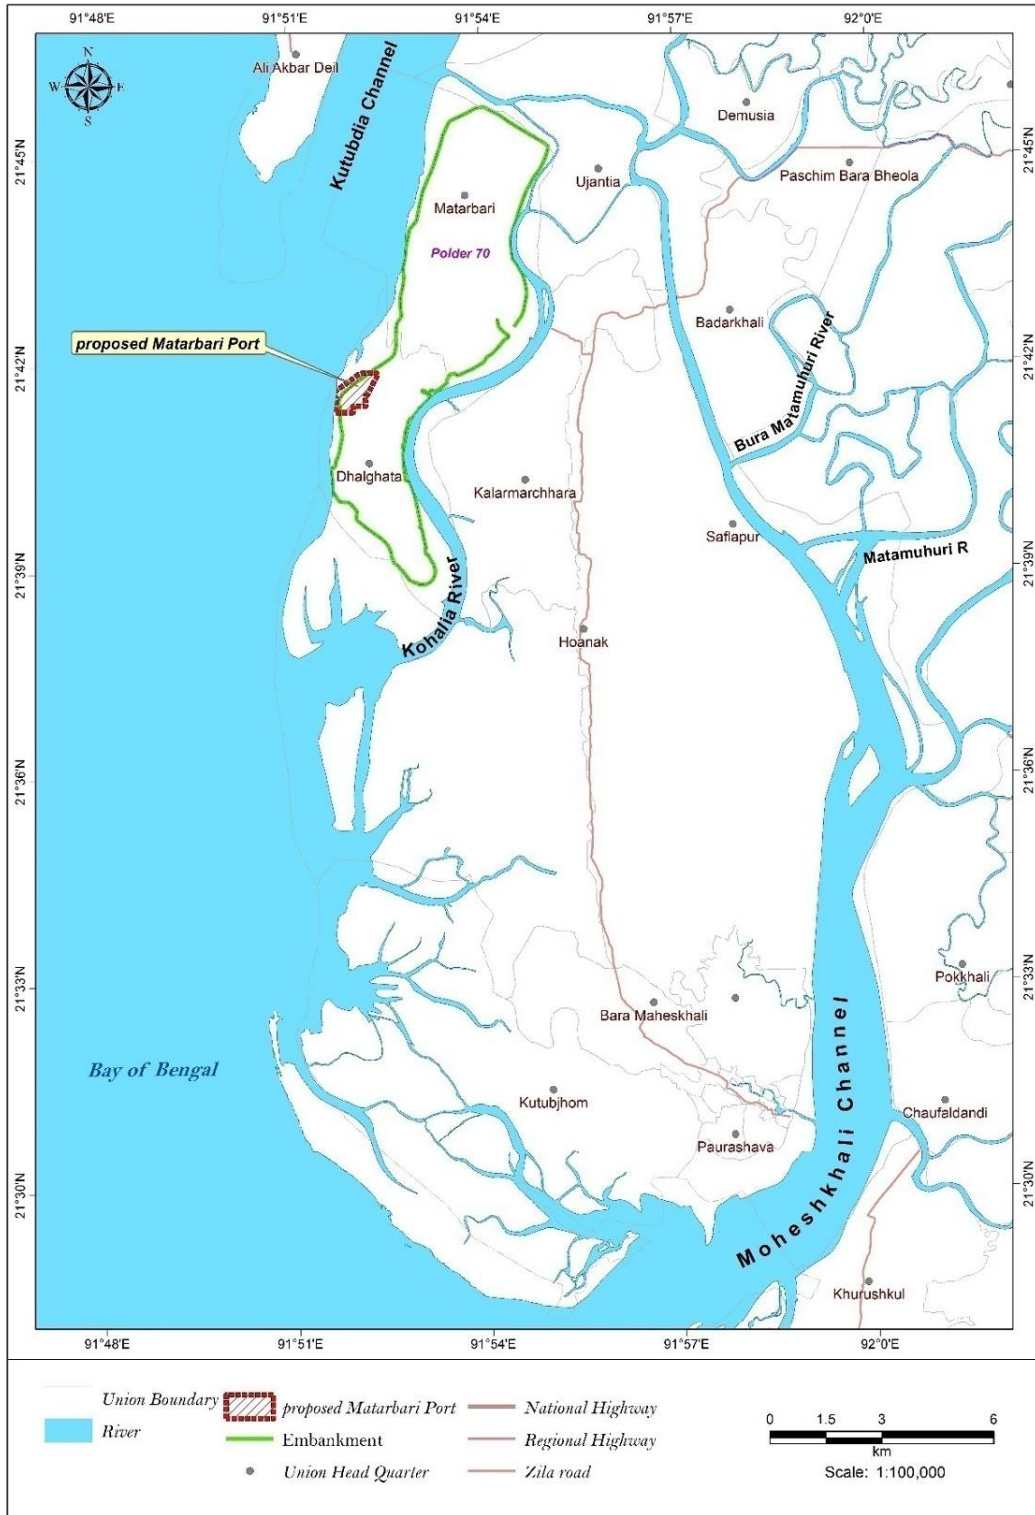 91°48'E
91°51'E
91°54'E
91°57'E
92°0'E
N
W
E
S
Ali Akbar Deil
Kutubdia Channel
Demusia
21°45'N
21°45'N
Ujantia
Paschim Bara Bheola
Matarbari
Polder 70
Badarkhali
proposed Matarbari Port
21°42'N
21°42'N
Bura Matamuhuri River
Dhalghata
Kalarmarchhara
Saflapur
Matamuhuri R
21°39'N
21°39'N
Kohalia River
Hoanak
21°36'N
21°36'N
Pokkhali
21°33'N
21°33'N
Bara Maheskhali
Bay of Bengal
Moheshkhali Channel
Kutubjhom
Chaufaldandi
Paurashava
21°30'N
21°30'N
Khurushkul
91°48'E
91°51'E
91°54'E
91°57'E
92°0'E
Union Boundary
River
proposed Matarbari Port
Embankment
Union Head Quarter
National Highway
Regional Highway
Zila road
0 1.5 3 6
km
Scale: 1:100,000